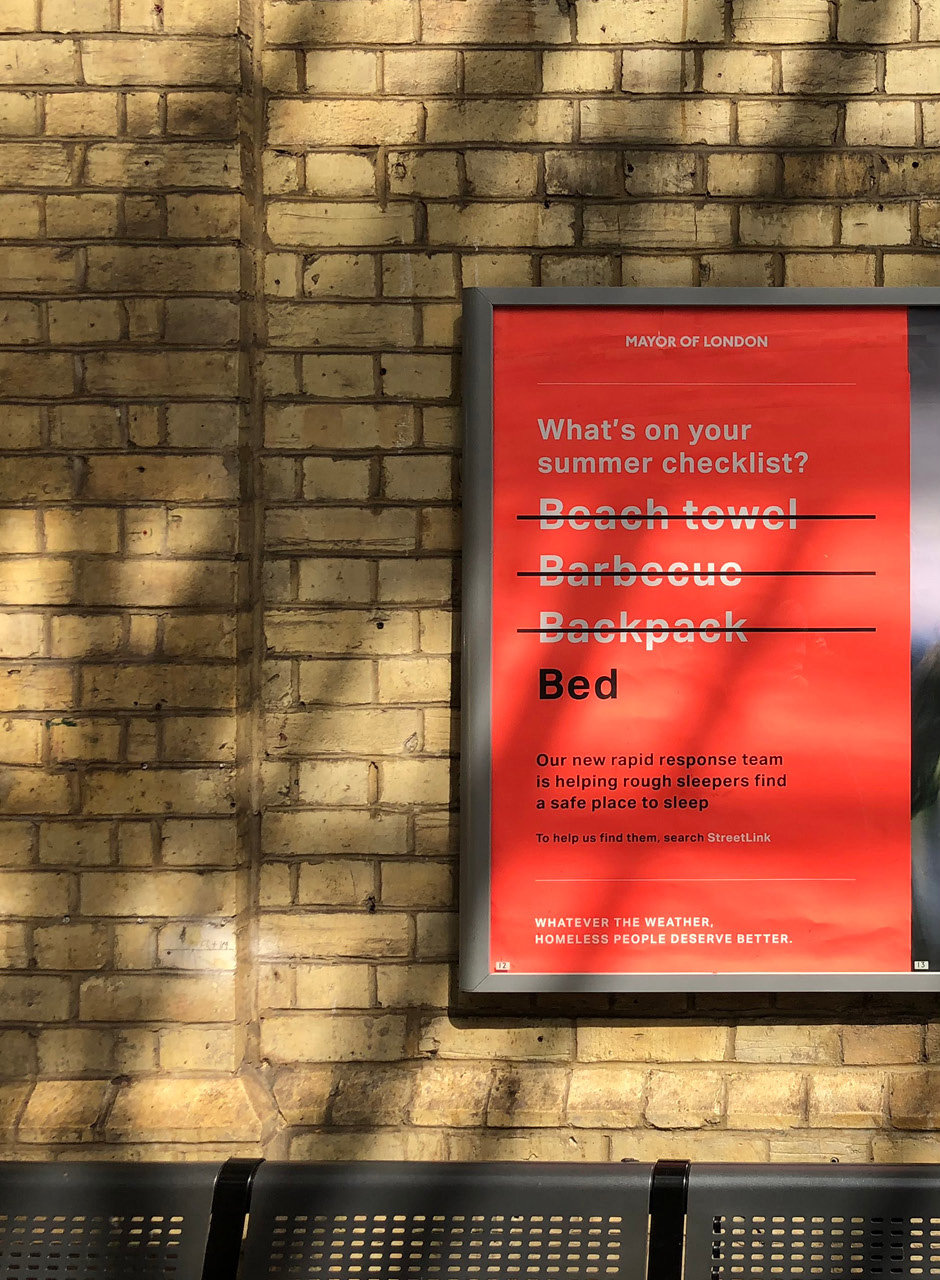 MAYOR OF LONDON
What's on your
summer checklist?
Beach towel
Barbecue
Backpack
Bed
Our new rapid response team
is helping rough sleepers find
a safe place to sleep
To help us find them, search StreetLink
WHATEVER THE WEATHER,
HOMELESS PEOPLE DESERVE BETTER.
12
13